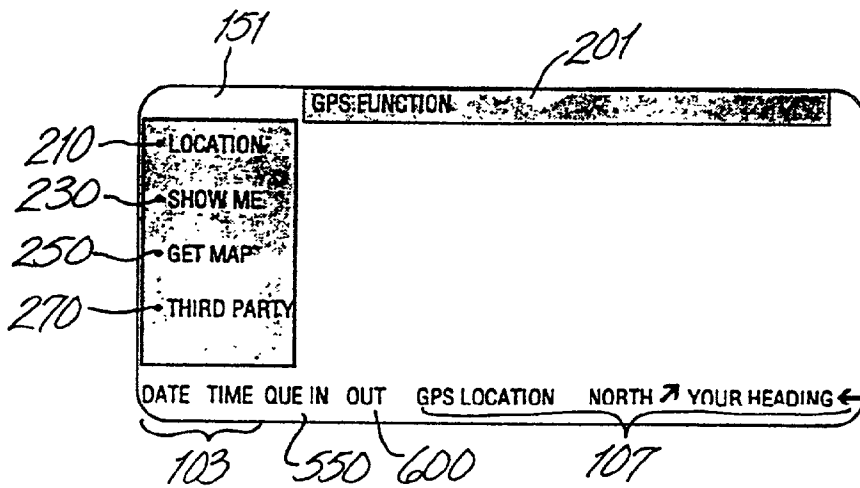 151
201
GPS FUNCTION
210
LOCATION
230
SHOW ME
250
GET MAP
270
THIRD PARTY
DATE TIME QUE IN OUT GPS LOCATION NORTH ↗ YOUR HEADING ←
103 550 600 107